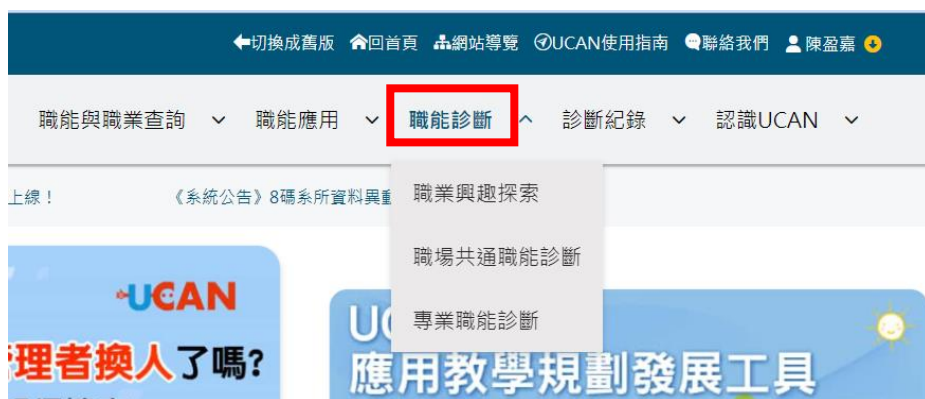 切換成舊版 回首頁 網站導覽 UCAN使用指南 聯絡我們 陳盈嘉
職能與職業查詢 職能應用 職能診斷 診斷紀錄 認識UCAN
上線！ 《系統公告》8碼系所資料異動
職業興趣探索
職場共通職能診斷
專業職能診斷
UCAN
管理者換人了嗎?
應用教學規劃發展工具